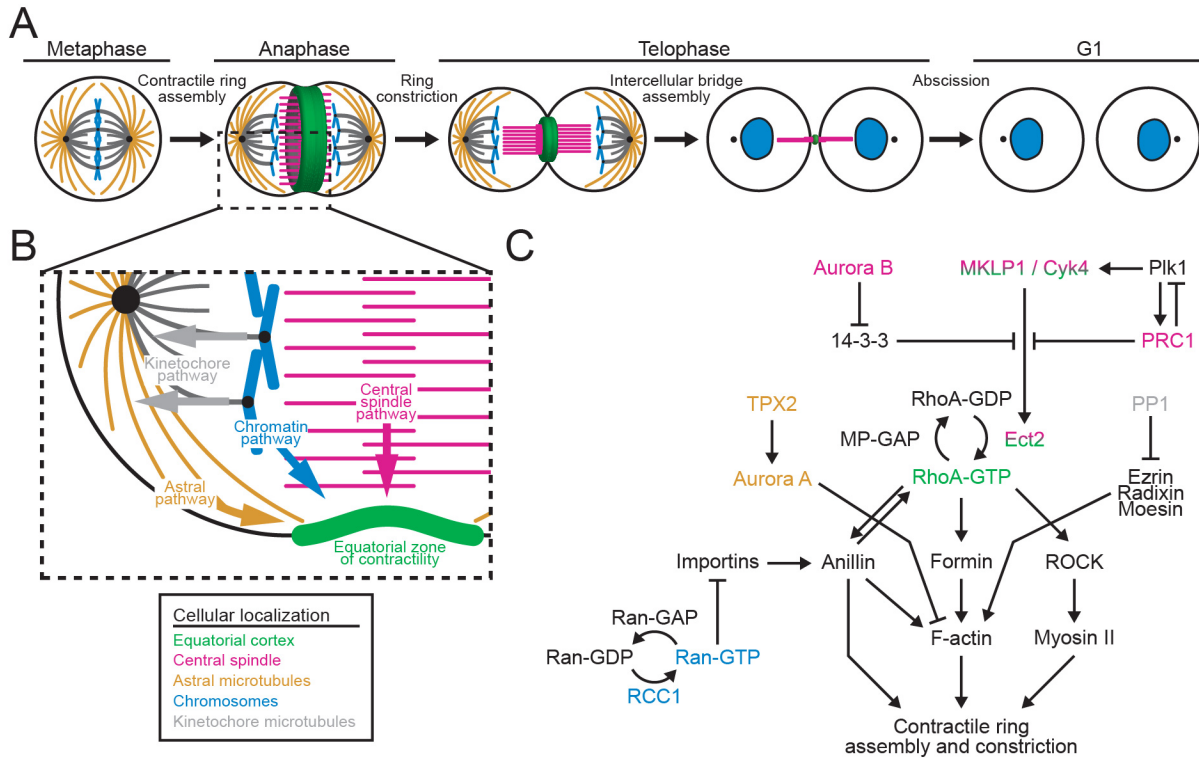 A
Metaphase
Anaphase
Telophase
G1
Contractile ring
assembly
Ring
constriction
Intercellular bridge
assembly
Abscission
B
Kinetochore
pathway
Central
spindle
pathway
Chromatin
pathway
Astral
pathway
Equatorial zone
of contractility
Cellular localization
Equatorial cortex
Central spindle
Astral microtubules
Chromosomes
Kinetochore microtubules
C
Aurora B
MKLP1 / Cyk4
Plk1
14-3-3
PRC1
TPX2
RhoA-GDP
PP1
MP-GAP
Ect2
Aurora A
RhoA-GTP
Ezrin
Radixin
Moesin
Importins
Anillin
Formin
ROCK
Ran-GAP
F-actin
Myosin II
Ran-GDP
Ran-GTP
RCC1
Contractile ring
assembly and constriction